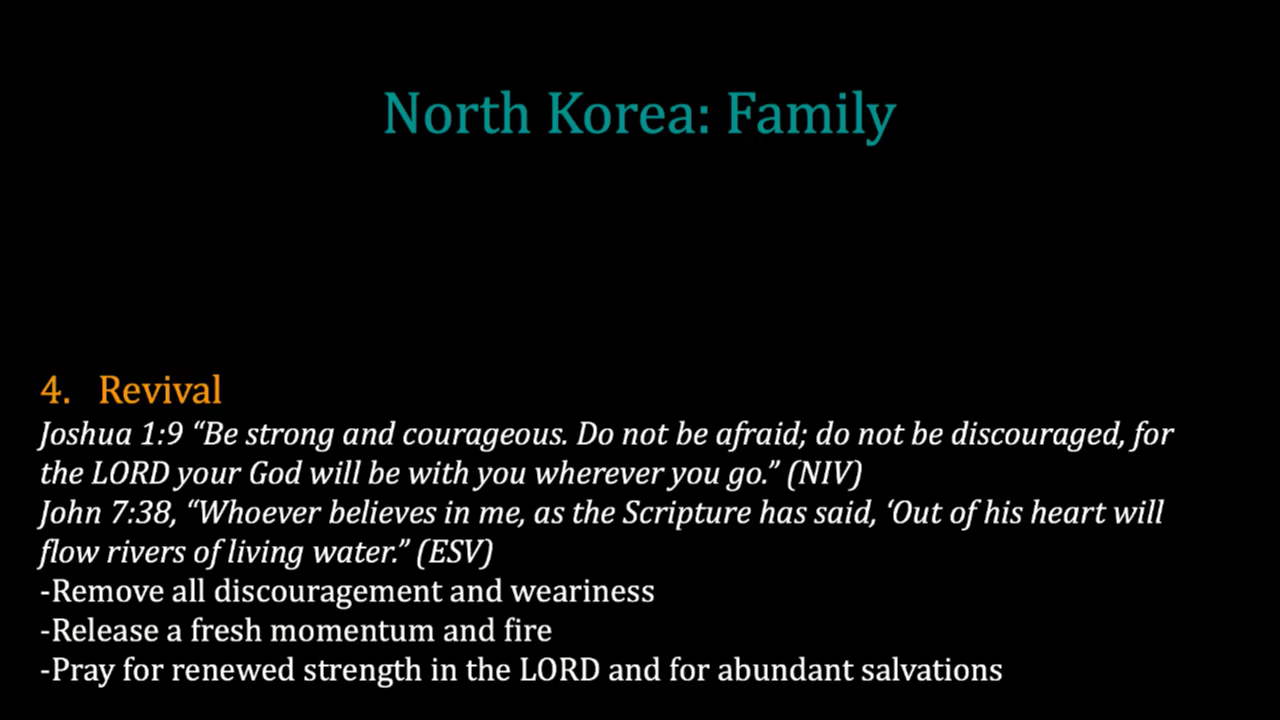 North Korea: Family
4. Revival
Joshua 1:9 “Be strong and courageous. Do not be afraid; do not be discouraged, for
the LORD your God will be with you wherever you go.” (NIV)
John 7:38, “Whoever believes in me, as the Scripture has said, ‘Out of his heart will
flow rivers of living water.” (ESV)
-Remove all discouragement and weariness
-Release a fresh momentum and fire
-Pray for renewed strength in the LORD and for abundant salvations